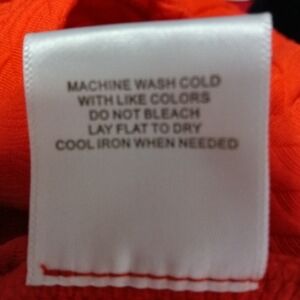 MACHINE WASH COLD
WITH LIKE COLORS
DO NOT BLEACH
LAY FLAT TO DRY
COOL IRON WHEN NEEDED